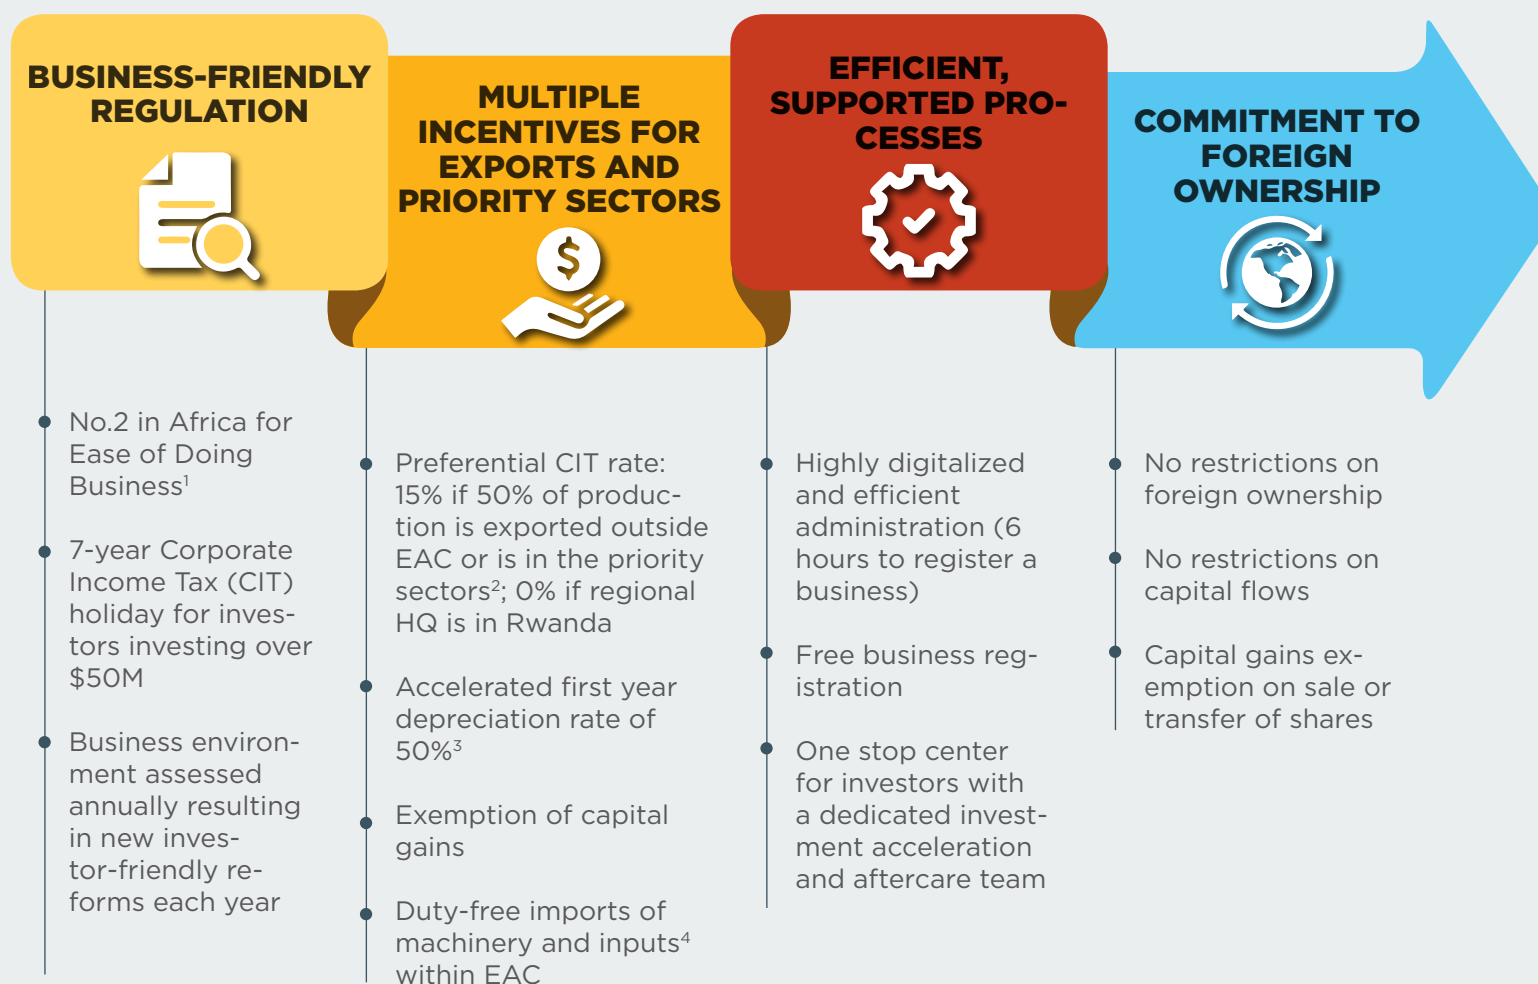 BUSINESS-FRIENDLY
REGULATION
No.2 in Africa for
Ease of Doing
Business¹
7-year Corporate
Income Tax (CIT)
holiday for inves-
tors investing over
$50M
Business environ-
ment assessed
annually resulting
in new inves-
tor-friendly re-
forms each year
MULTIPLE
INCENTIVES FOR
EXPORTS AND
PRIORITY SECTORS
$
Preferential CIT rate:
15% if 50% of produc-
tion is exported outside
EAC or is in the priority
sectors²; 0% if regional
HQ is in Rwanda
Accelerated first year
depreciation rate of
50%³
Exemption of capital
gains
Duty-free imports of
machinery and inputs⁴
within EAC
EFFICIENT,
SUPPORTED PRO-
CESSES
Highly digitalized
and efficient
administration (6
hours to register a
business)
Free business reg-
istration
One stop center
for investors with
a dedicated invest-
ment acceleration
and aftercare team
COMMITMENT TO
FOREIGN
OWNERSHIP
No restrictions on
foreign ownership
No restrictions on
capital flows
Capital gains ex-
emption on sale or
transfer of shares